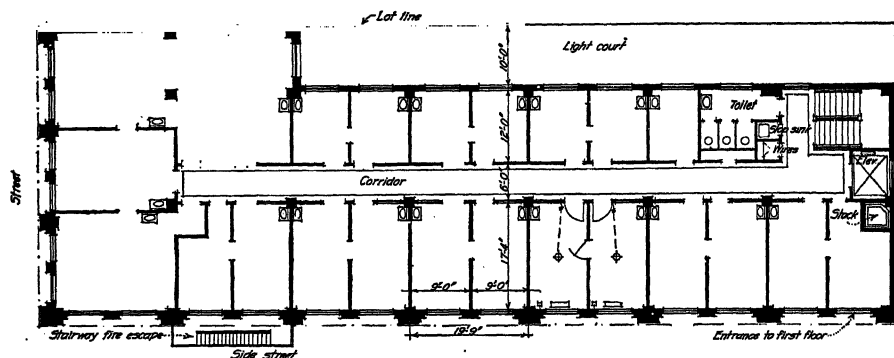 Lot line
Light court
10'-0"
12'-0"
Toilet
Slop sink
Wires
Elev.
Street
Corridor
6'-0"
Stack
17'-4"
9'-0" 9'-0"
19'-9"
Stairway fire escape
Side street
Entrance to first floor